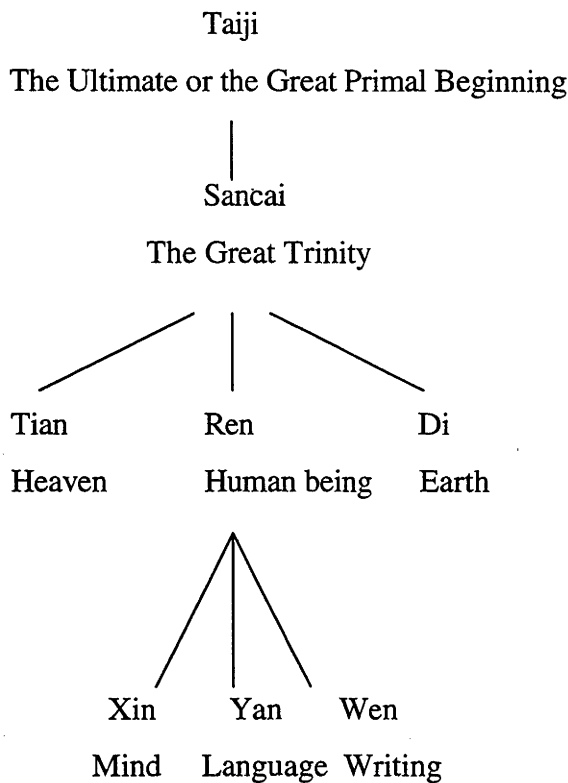 Taiji
The Ultimate or the Great Primal Beginning
Sancai
The Great Trinity
Tian Ren Di
Heaven Human being Earth
Xin Yan Wen
Mind Language Writing